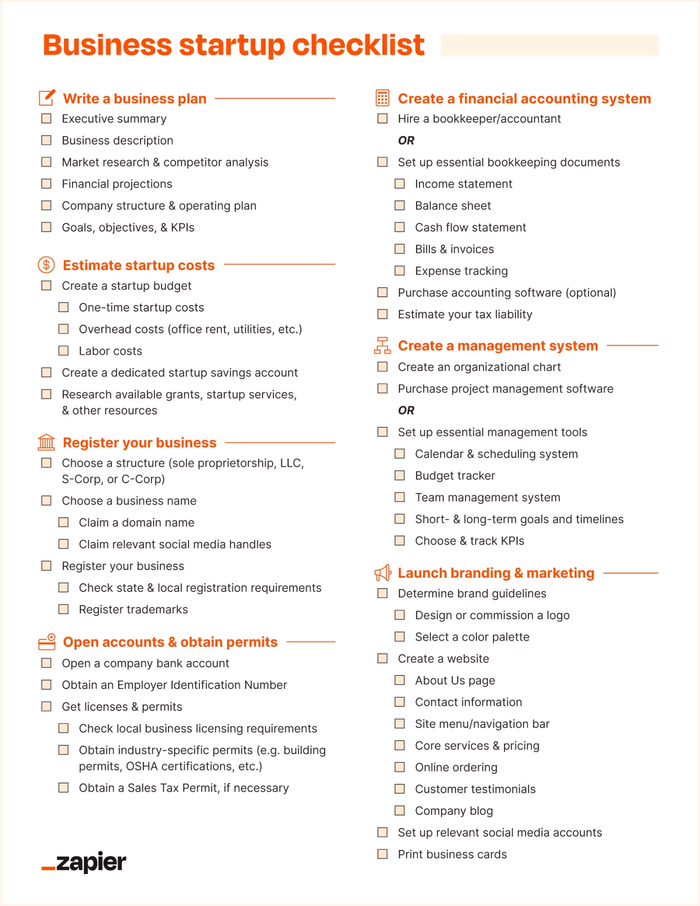 Business startup checklist
Write a business plan
Executive summary
Business description
Market research & competitor analysis
Financial projections
Company structure & operating plan
Goals, objectives, & KPIs
Estimate startup costs
Create a startup budget
One-time startup costs
Overhead costs (office rent, utilities, etc.)
Labor costs
Create a dedicated startup savings account
Research available grants, startup services,
& other resources
Register your business
Choose a structure (sole proprietorship, LLC,
S-Corp, or C-Corp)
Choose a business name
Claim a domain name
Claim relevant social media handles
Register your business
Check state & local registration requirements
Register trademarks
Open accounts & obtain permits
Open a company bank account
Obtain an Employer Identification Number
Get licenses & permits
Check local business licensing requirements
Obtain industry-specific permits (e.g. building
permits, OSHA certifications, etc.)
Obtain a Sales Tax Permit, if necessary
Create a financial accounting system
Hire a bookkeeper/accountant
OR
Set up essential bookkeeping documents
Income statement
Balance sheet
Cash flow statement
Bills & invoices
Expense tracking
Purchase accounting software (optional)
Estimate your tax liability
Create a management system
Create an organizational chart
Purchase project management software
OR
Set up essential management tools
Calendar & scheduling system
Budget tracker
Team management system
Short- & long-term goals and timelines
Choose & track KPIs
Launch branding & marketing
Determine brand guidelines
Design or commission a logo
Select a color palette
Create a website
About Us page
Contact information
Site menu/navigation bar
Core services & pricing
Online ordering
Customer testimonials
Company blog
Set up relevant social media accounts
Print business cards
_zapier